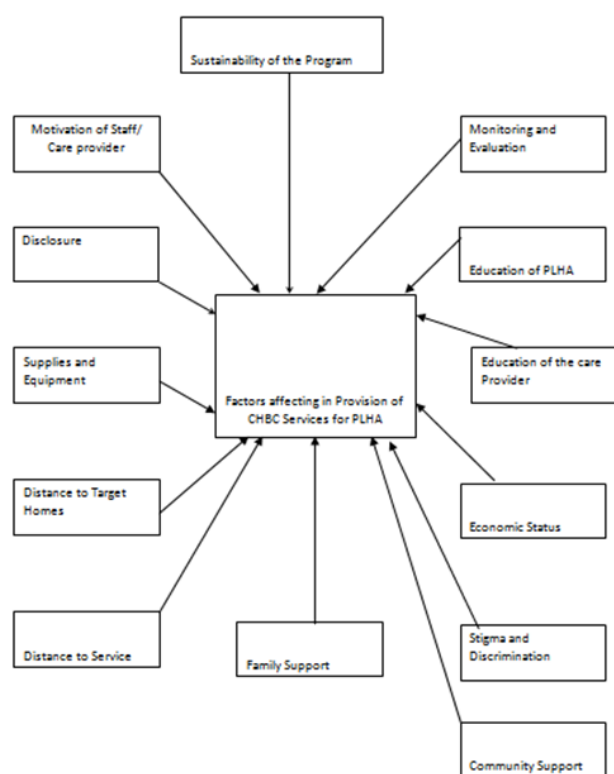 Sustainability of the Program
Motivation of Staff/
Care provider
Monitoring and
Evaluation
Disclosure
Education of PLHA
Supplies and
Equipment
Education of the care
Provider
Factors affecting in Provision of
CHBC Services for PLHA
Distance to Target
Homes
Economic Status
Distance to Service
Family Support
Stigma and
Discrimination
Community Support